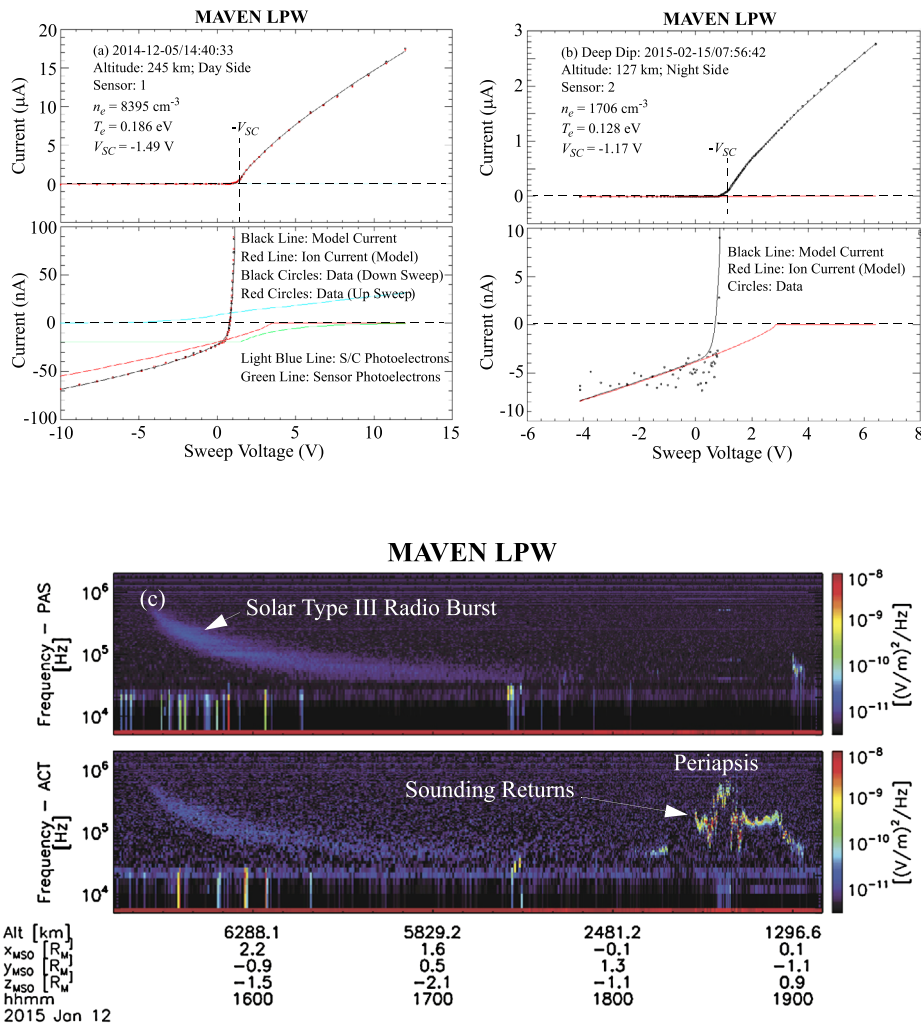 MAVEN LPW
(a) 2014-12-05/14:40:33
Altitude: 245 km; Day Side
Sensor: 1
n_e = 8395 cm^-3
T_e = 0.186 eV
V_SC = -1.49 V
-V_SC
Current (μA)
20
15
10
5
0
Black Line: Model Current
Red Line: Ion Current (Model)
Black Circles: Data (Down Sweep)
Red Circles: Data (Up Sweep)
Light Blue Line: S/C Photoelectrons
Green Line: Sensor Photoelectrons
Current (nA)
100
50
0
-50
-100
-10 -5 0 5 10 15
Sweep Voltage (V)
MAVEN LPW
(b) Deep Dip: 2015-02-15/07:56:42
Altitude: 127 km; Night Side
Sensor: 2
n_e = 1706 cm^-3
T_e = 0.128 eV
V_SC = -1.17 V
-V_SC
Current (μA)
3
2
1
0
Black Line: Model Current
Red Line: Ion Current (Model)
Circles: Data
Current (nA)
10
5
0
-5
-10
-6 -4 -2 0 2 4 6 8
Sweep Voltage (V)
MAVEN LPW
(c)
Solar Type III Radio Burst
Frequency – PAS
[Hz]
10^6
10^5
10^4
10^-8
10^-9
10^-10
10^-11
[(V/m)^2/Hz]
Periapsis
Sounding Returns
Frequency – ACT
[Hz]
10^6
10^5
10^4
10^-8
10^-9
10^-10
10^-11
[(V/m)^2/Hz]
Alt [km] 6288.1 5829.2 2481.2 1296.6
x_MSO [R_M] 2.2 1.6 -0.1 0.1
y_MSO [R_M] -0.9 0.5 1.3 -1.1
z_MSO [R_M] -1.5 -2.1 -1.1 0.9
hhmm 1600 1700 1800 1900
2015 Jan 12